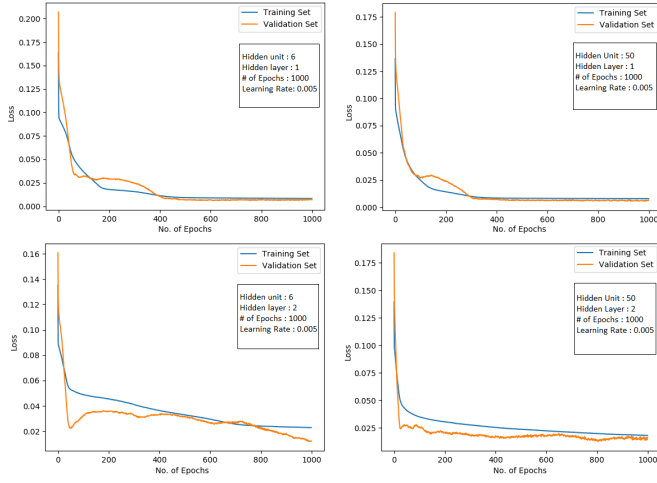 Training Set
Validation Set
Hidden unit : 6
Hidden layer : 1
# of Epochs : 1000
Learning Rate : 0.005
Loss
0.200
0.175
0.150
0.125
0.100
0.075
0.050
0.025
0.000
0 200 400 600 800 1000
No. of Epochs
Training Set
Validation Set
Hidden Unit : 50
Hidden Layer : 1
# of Epochs : 1000
Learning Rate : 0.005
Loss
0.175
0.150
0.125
0.100
0.075
0.050
0.025
0.000
0 200 400 600 800 1000
No. of Epochs
Training Set
Validation Set
Hidden unit : 6
Hidden layer : 2
# of Epochs : 1000
Learning Rate : 0.005
Loss
0.16
0.14
0.12
0.10
0.08
0.06
0.04
0.02
0 200 400 600 800 1000
No. of Epochs
Training Set
Validation Set
Hidden Unit : 50
Hidden Layer : 2
# of Epochs : 1000
Learning Rate : 0.005
Loss
0.175
0.150
0.125
0.100
0.075
0.050
0.025
0 200 400 600 800 1000
No. of Epochs